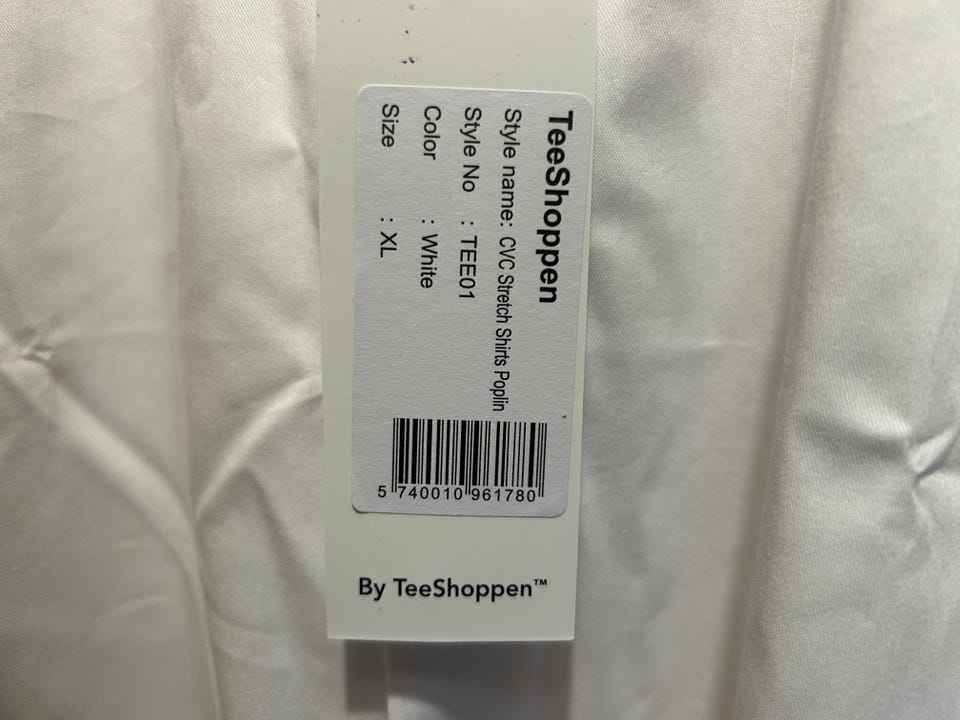 TeeShoppen
Style name: CVC Stretch Shirts Poplin
Style No : TEE01
Color : White
Size : XL
5 740010 961780
By TeeShoppen™